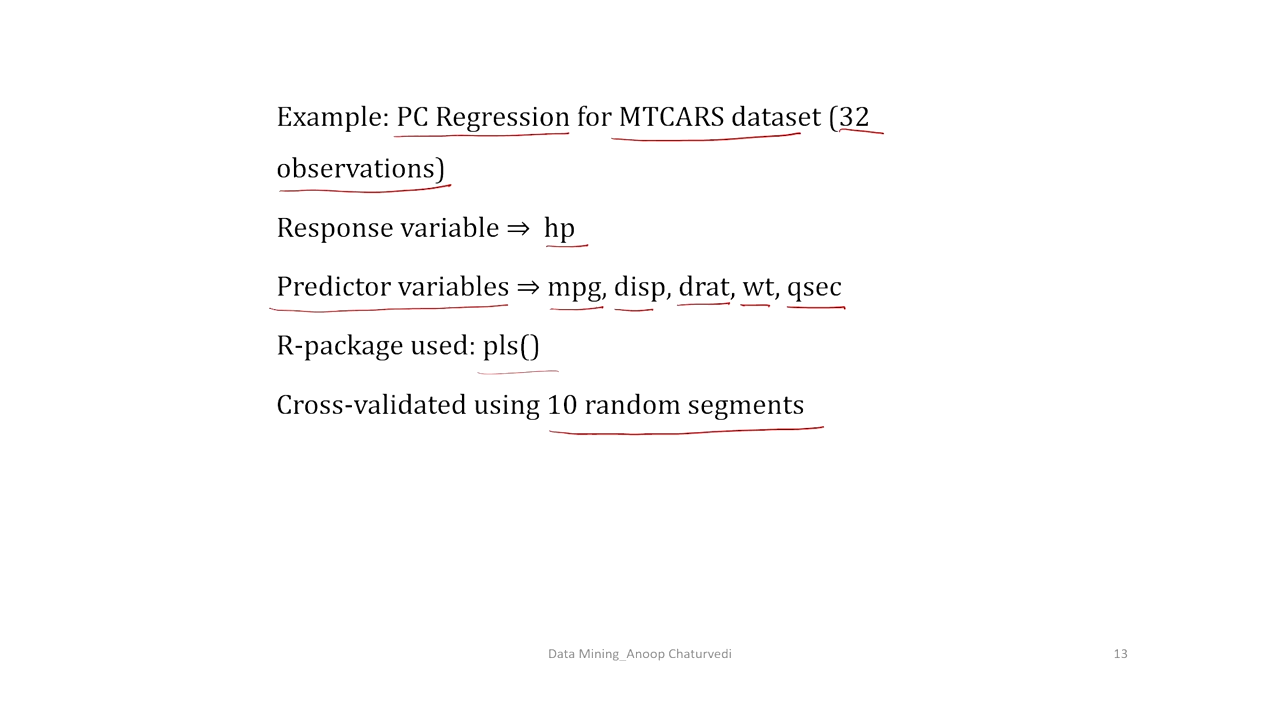 Example: PC Regression for MTCARS dataset (32
observations)
Response variable ⇒ hp
Predictor variables ⇒ mpg, disp, drat, wt, qsec
R-package used: pls()
Cross-validated using 10 random segments
Data Mining_Anoop Chaturvedi
13